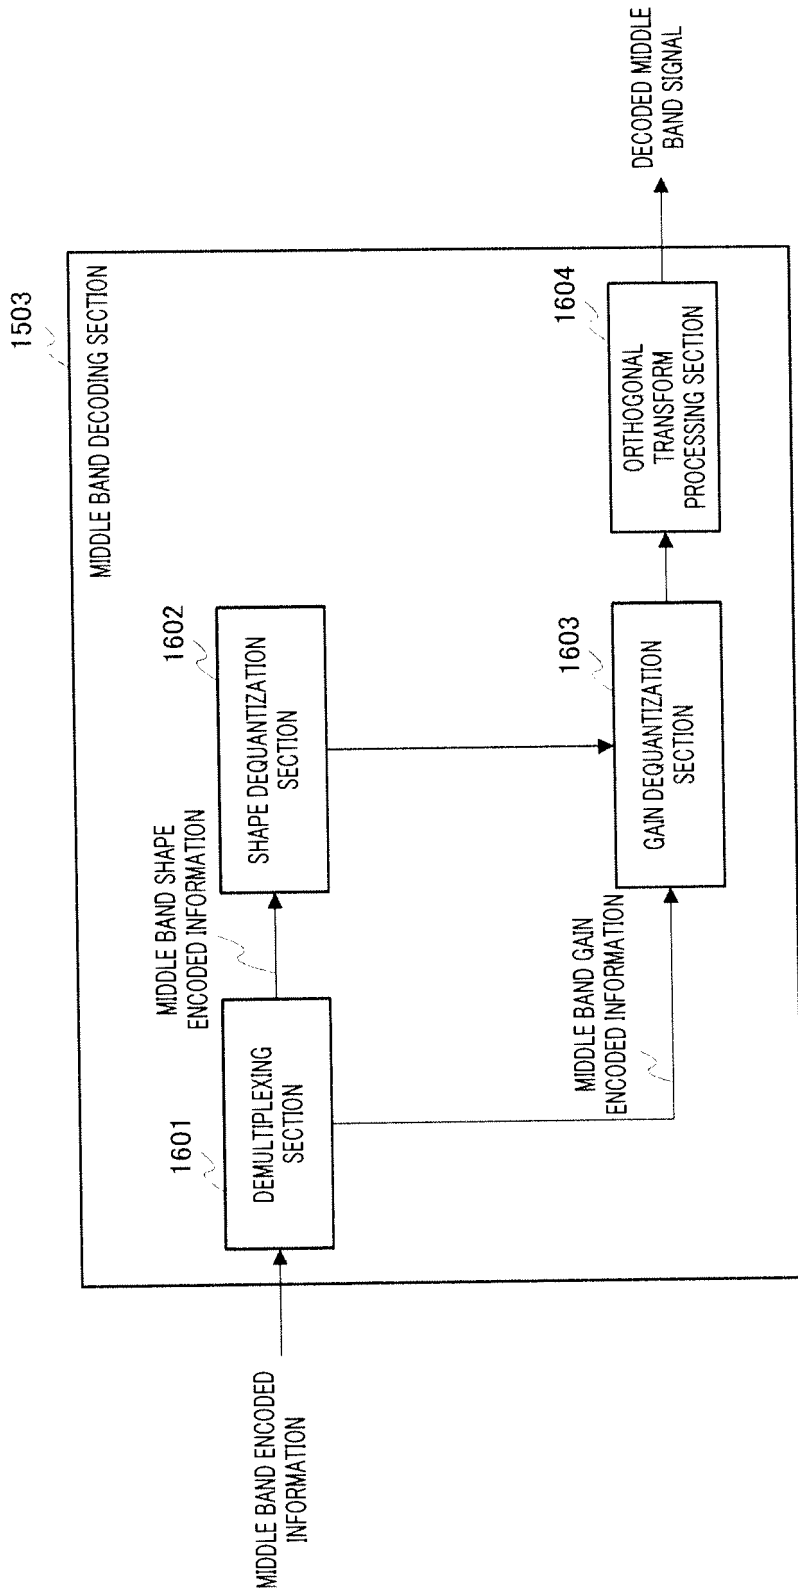 1503
MIDDLE BAND DECODING SECTION
MIDDLE BAND ENCODED
INFORMATION
1601
DEMULTIPLEXING
SECTION
MIDDLE BAND SHAPE
ENCODED INFORMATION
1602
SHAPE DEQUANTIZATION
SECTION
MIDDLE BAND GAIN
ENCODED INFORMATION
1603
GAIN DEQUANTIZATION
SECTION
1604
ORTHOGONAL
TRANSFORM
PROCESSING SECTION
DECODED MIDDLE
BAND SIGNAL